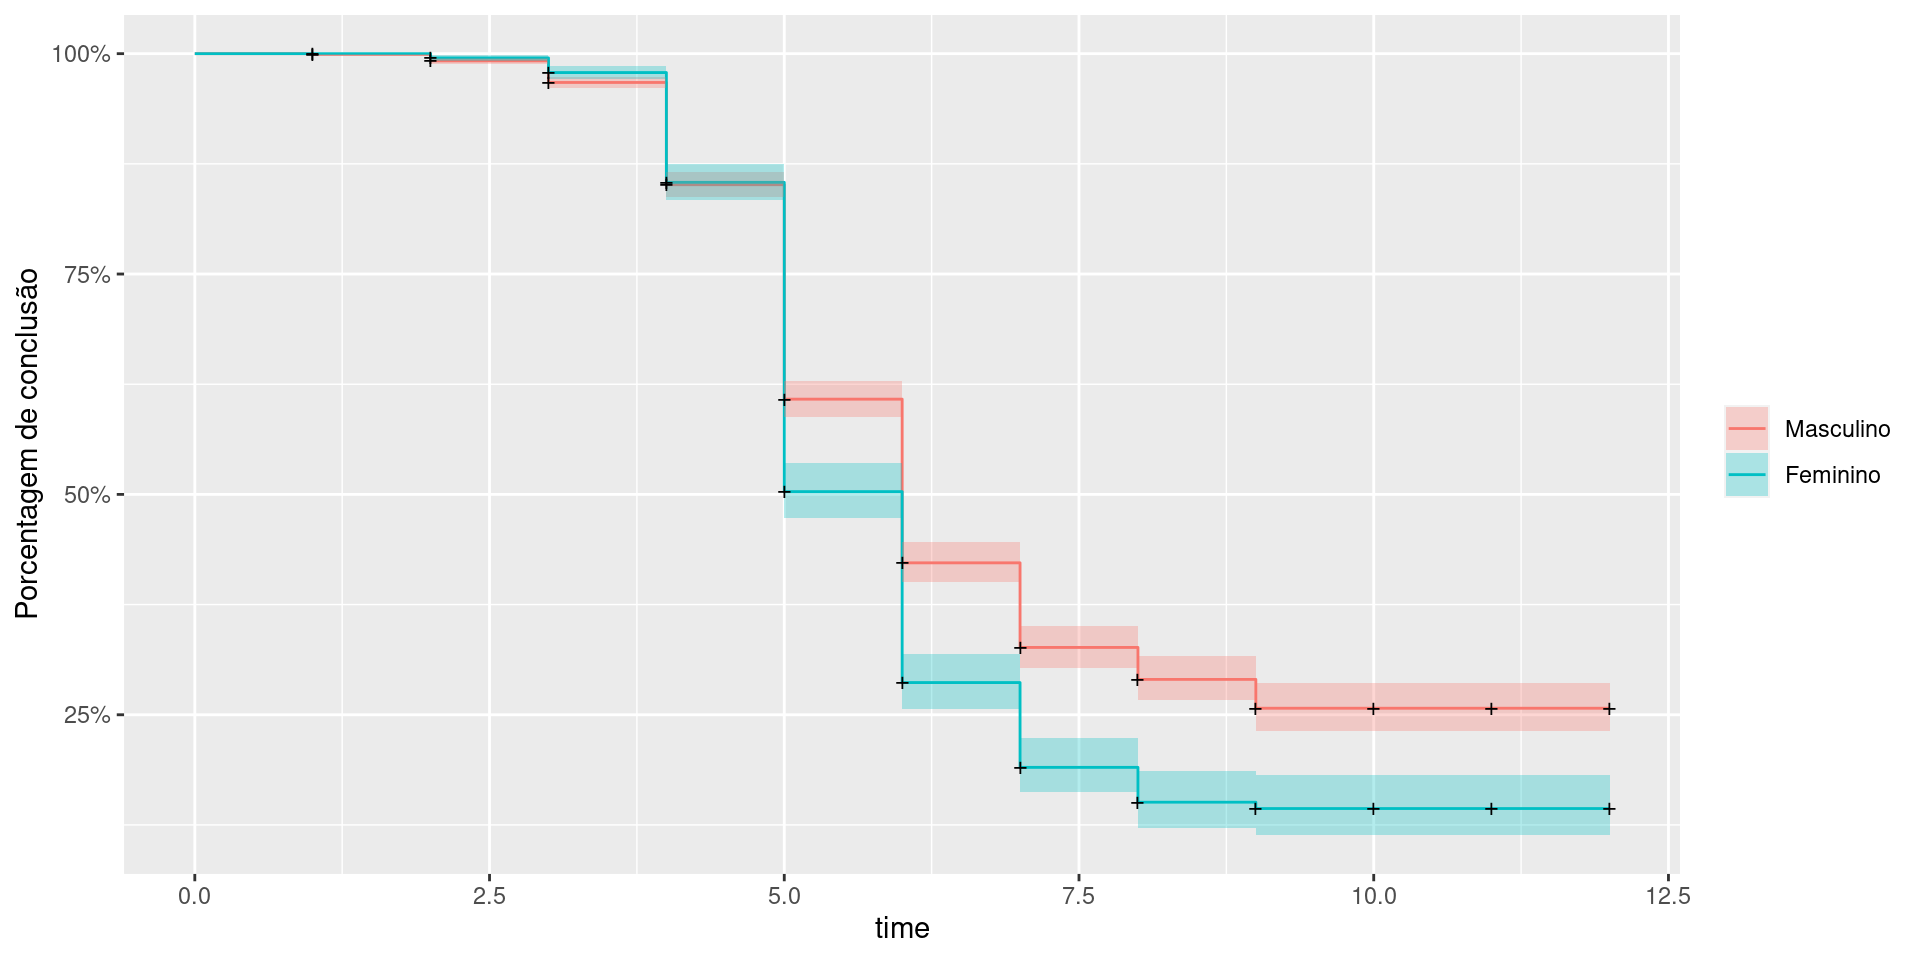 100%
75%
50%
25%
Porcentagem de conclusão
0.0 2.5 5.0 7.5 10.0 12.5
time
Masculino
Feminino